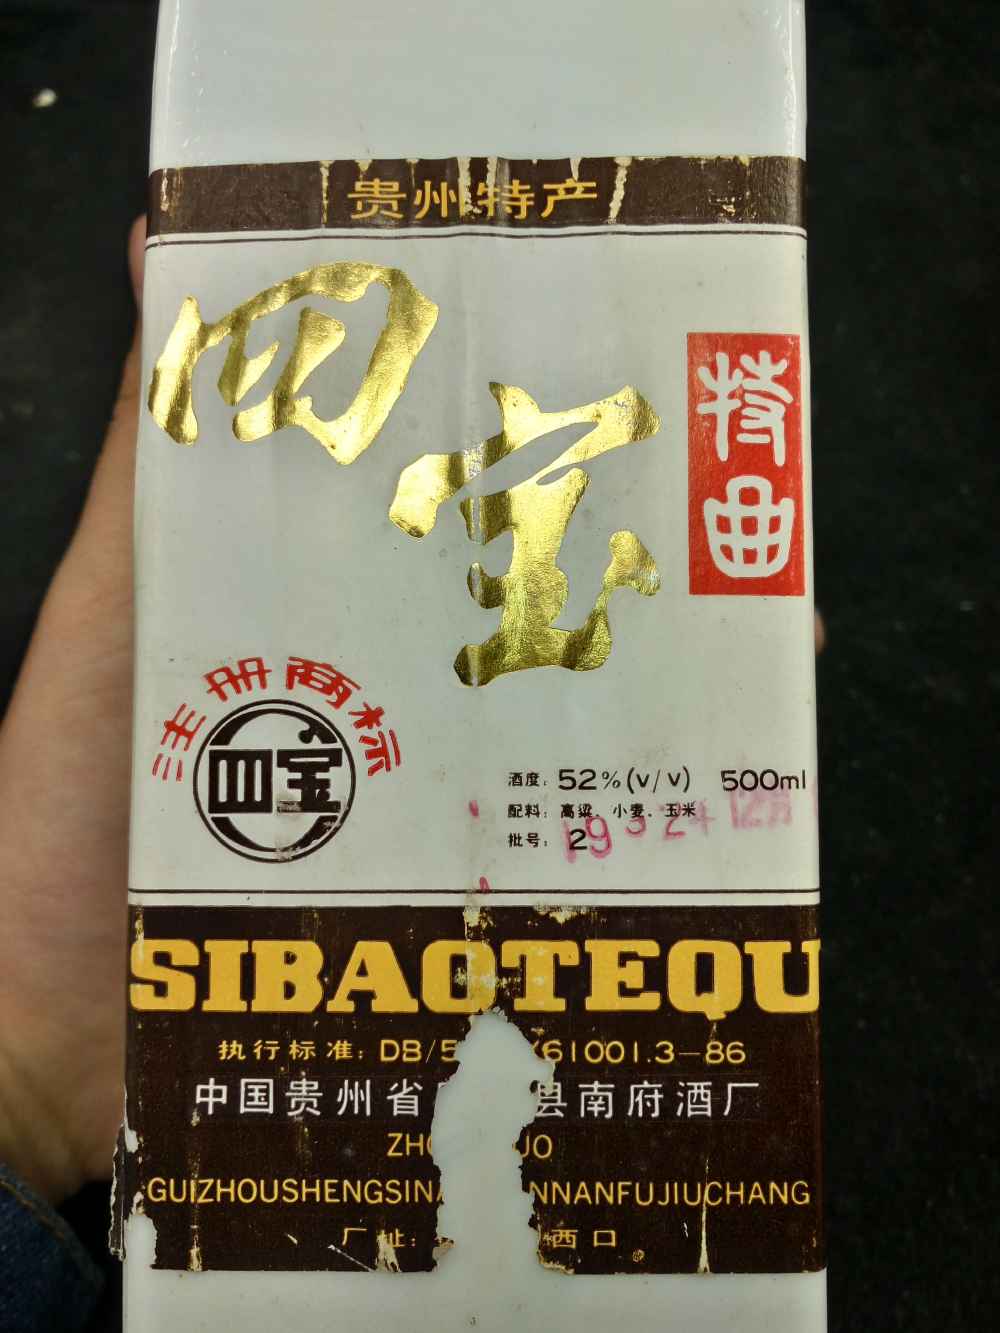 贵州特产
四宝
特曲
注册商标
四宝
酒度：52%(v/v) 500ml
配料：高粱、小麦、玉米
批号：2
SIBAOTEQU
执行标准：DB/5 61001.3-86
中国贵州省 县南府酒厂
ZHO UO
GUIZHOUSHENGSINA NNANFUJIUCHANG
厂址： 西口